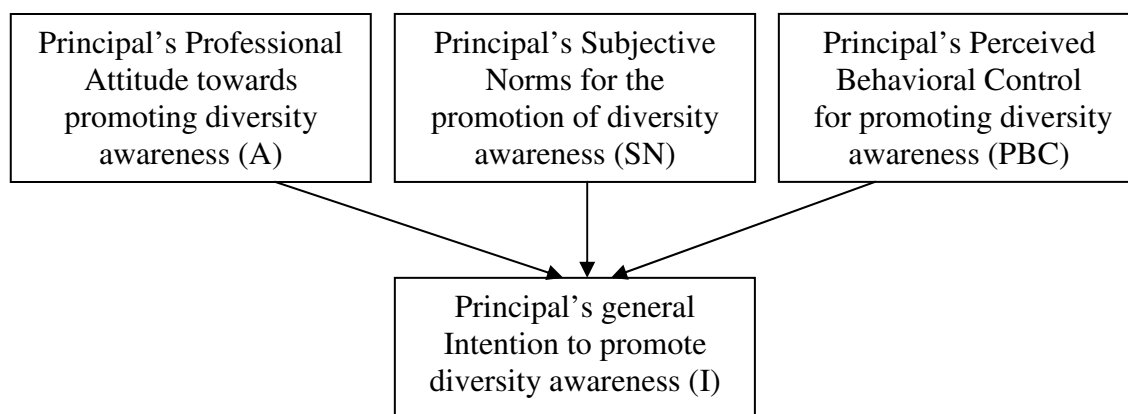 Principal’s Professional
Attitude towards
promoting diversity
awareness (A)
Principal’s Subjective
Norms for the
promotion of diversity
awareness (SN)
Principal’s Perceived
Behavioral Control
for promoting diversity
awareness (PBC)
Principal’s general
Intention to promote
diversity awareness (I)